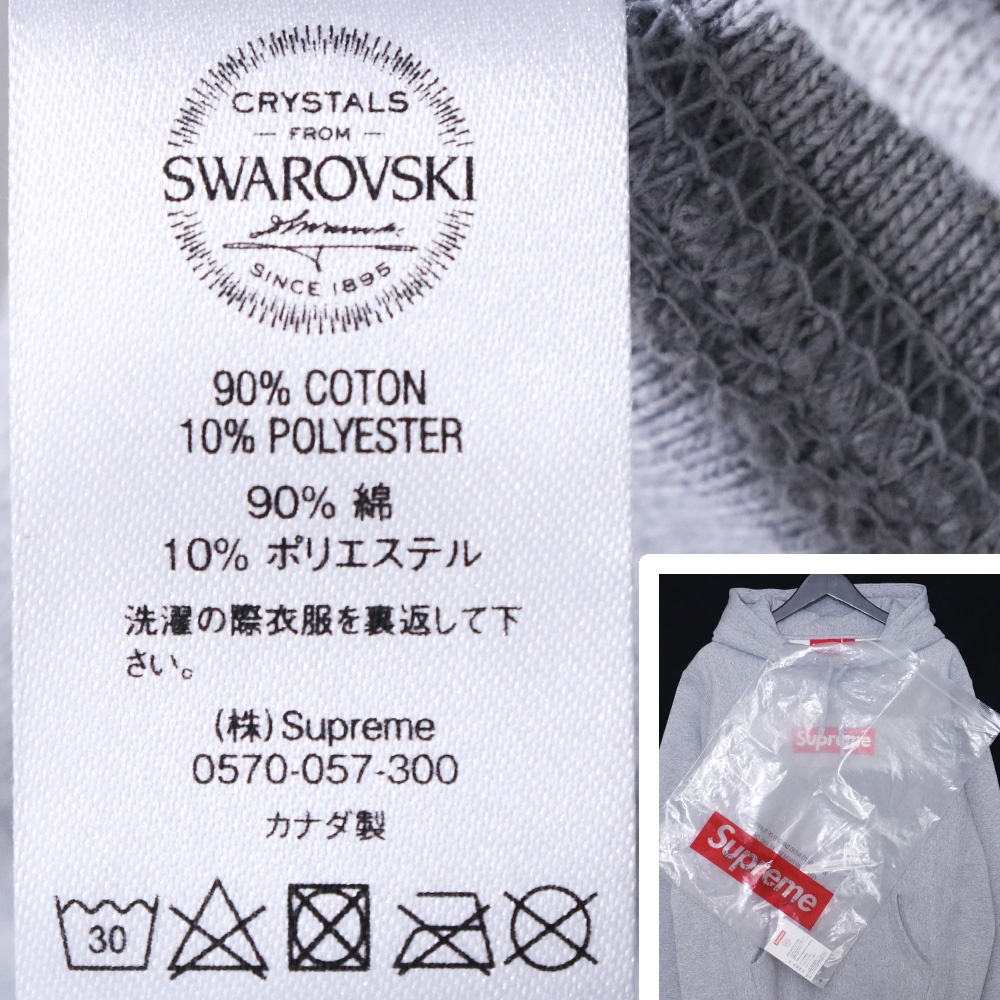 CRYSTALS
FROM
SWAROVSKI
SINCE 1895
90% COTON
10% POLYESTER
90% 綿
10% ポリエステル
洗濯の際衣服を裏返して下
さい。
(株) Supreme
0570-057-300
カナダ製
30
Supreme
Supreme